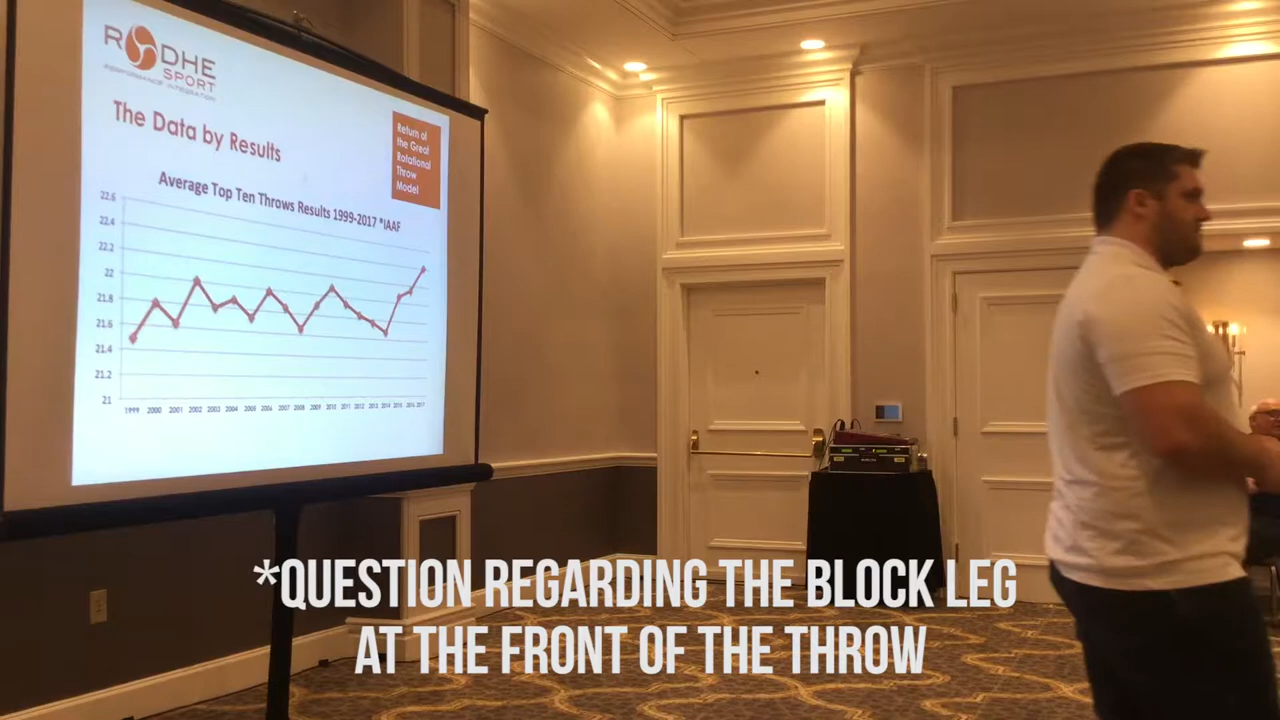 RODHE
SPORT
PERFORMANCE INTEGRATION
The Data by Results
Return of
the Great
Rotational
Throw
Model
Average Top Ten Throws Results 1999-2017 *IAAF
22.6
22.4
22.2
22
21.8
21.6
21.4
21.2
21
1999 2000 2001 2002 2003 2004 2005 2006 2007 2008 2009 2010 2011 2012 2013 2014 2015 2016 2017
*QUESTION REGARDING THE BLOCK LEG
AT THE FRONT OF THE THROW